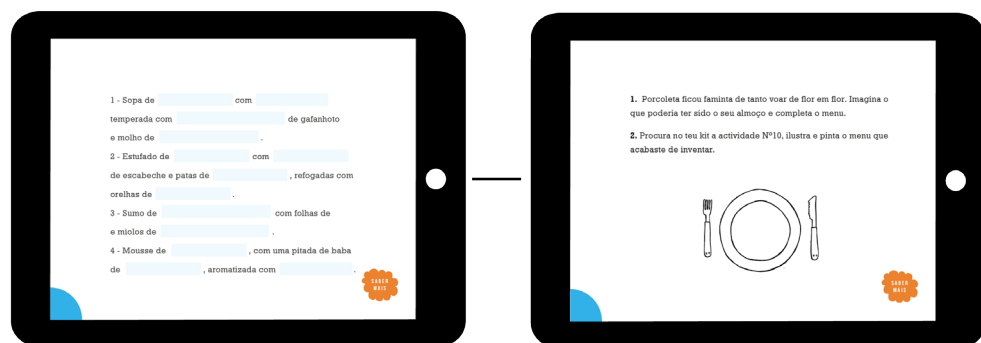 1 - Sopa de com
temperada com de gafanhoto
e molho de .
2 - Estufado de com
de escabeche e patas de , refogadas com
orelhas de .
3 - Sumo de com folhas de
e miolos de .
4 - Mousse de , com uma pitada de baba
de , aromatizada com .
SABER
MAIS
1. Porcoleta ficou faminta de tanto voar de flor em flor. Imagina o
que poderia ter sido o seu almoço e completa o menu.
2. Procura no teu kit a actividade Nº10, ilustra e pinta o menu que
acabaste de inventar.
SABER
MAIS